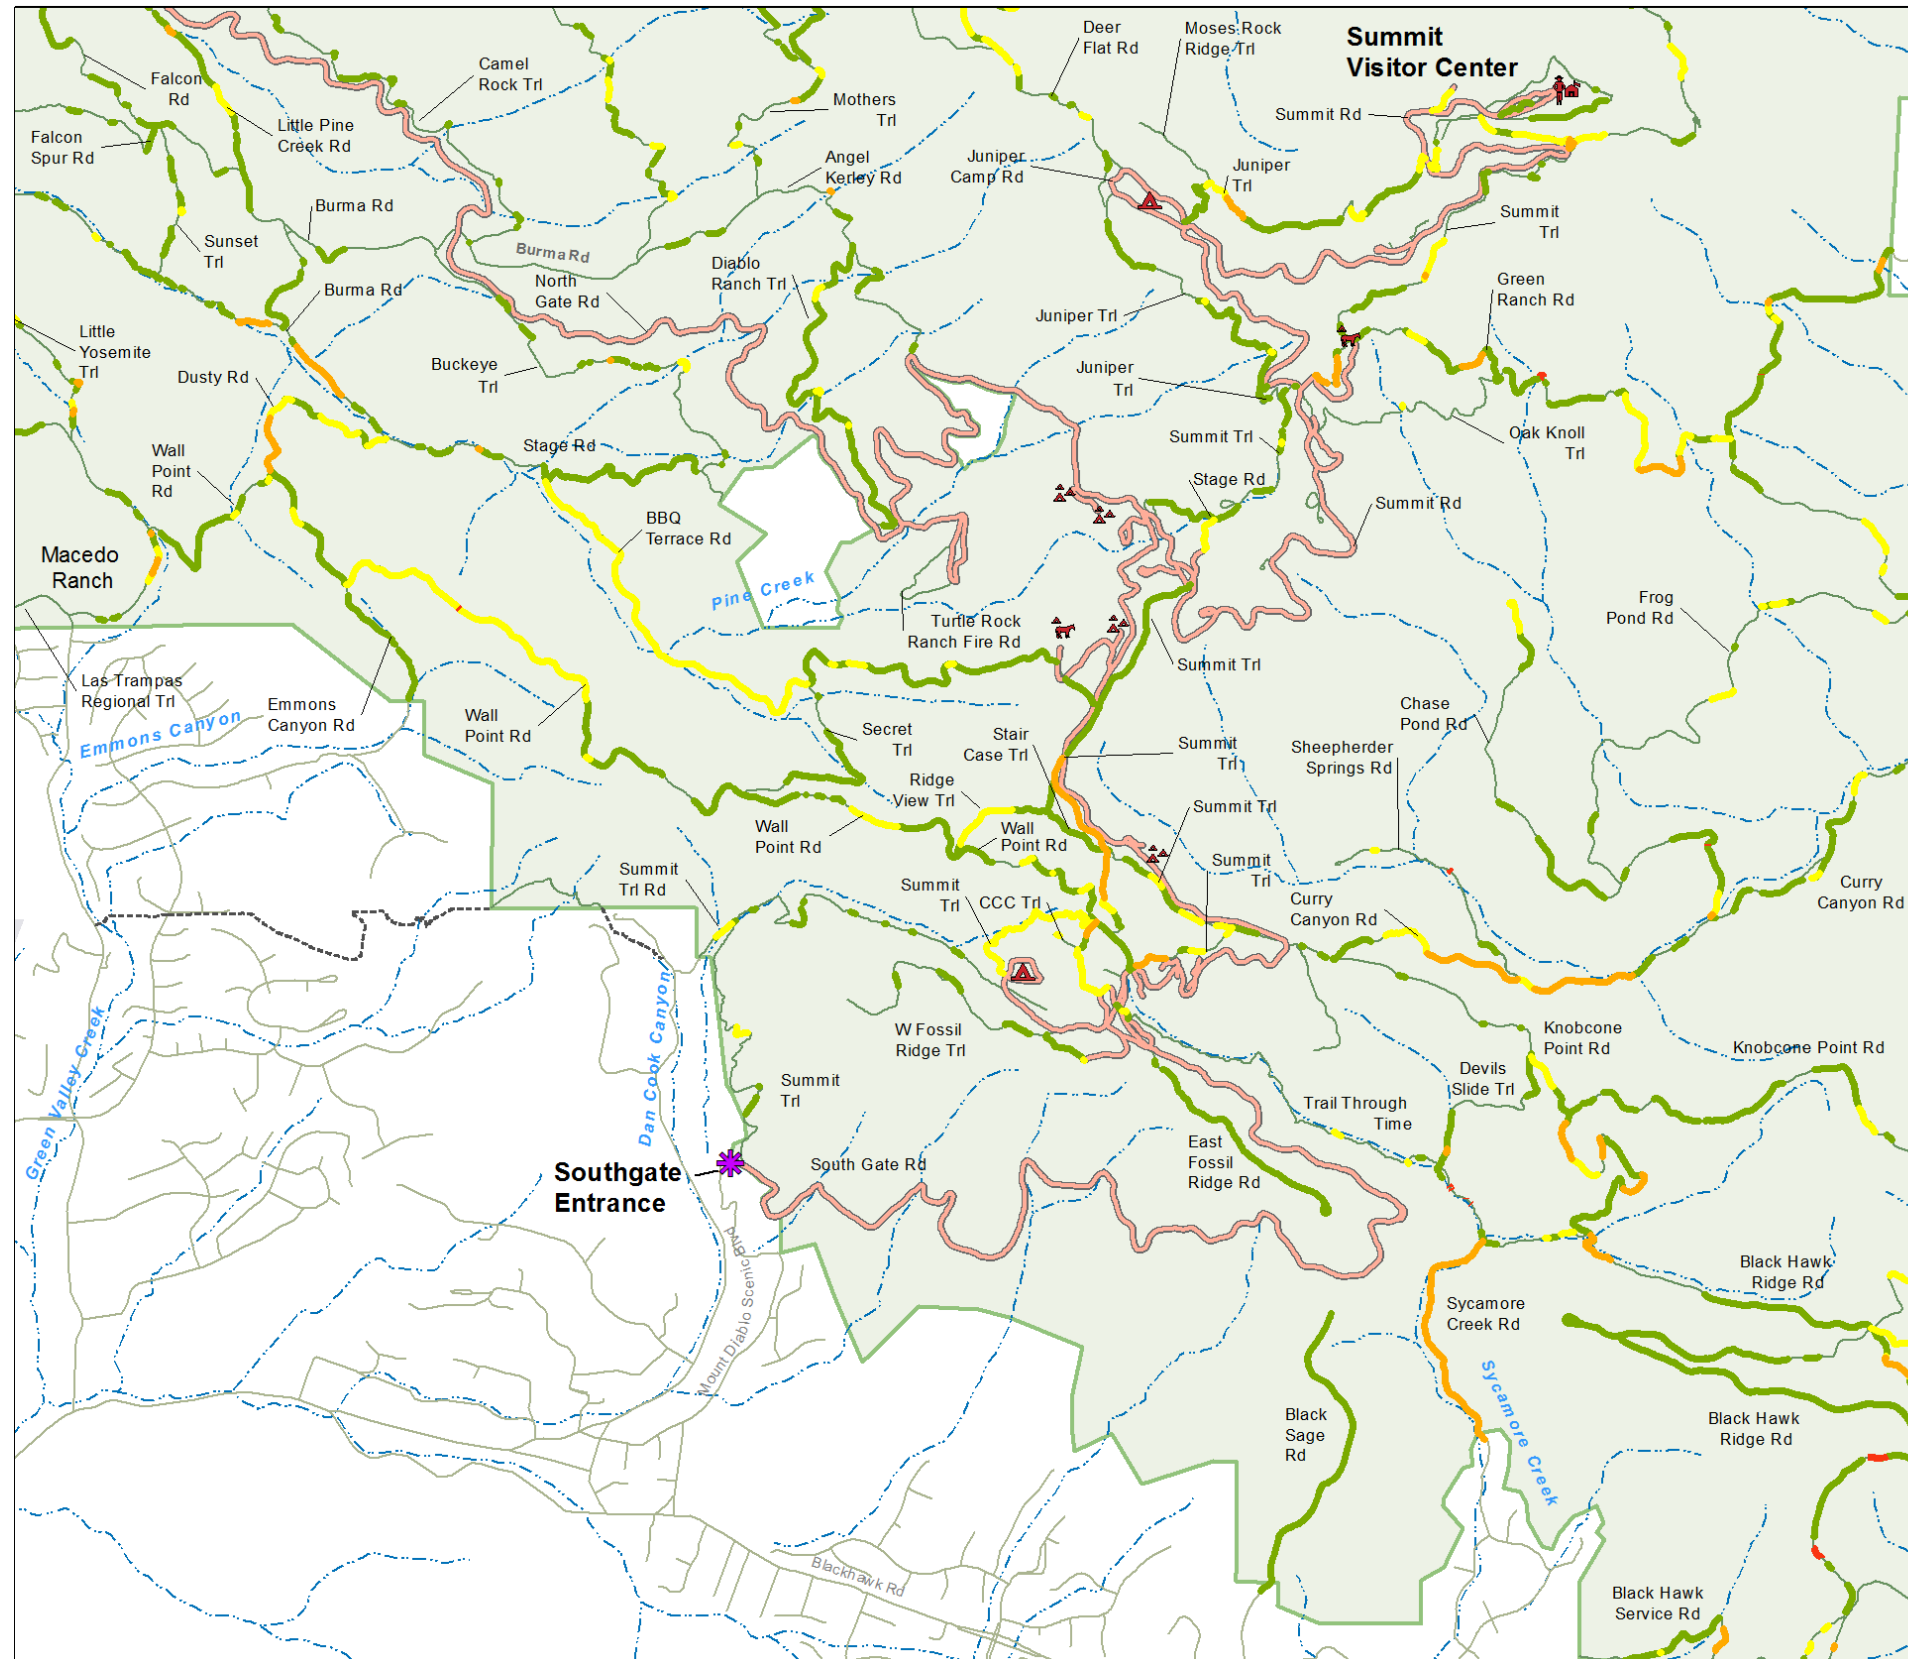 Deer
Flat Rd
Moses Rock
Ridge Trl
Summit
Visitor Center
Camel
Rock Trl
Falcon
Rd
Mothers
Trl
Summit Rd
Little Pine
Creek Rd
Falcon
Spur Rd
Angel
Kerley Rd
Juniper
Camp Rd
Juniper
Trl
Burma Rd
Summit
Trl
Sunset
Trl
Burma Rd
Diablo
Ranch Trl
North
Gate Rd
Green
Ranch Rd
Burma Rd
Juniper Trl
Little
Yosemite
Trl
Buckeye
Trl
Dusty Rd
Juniper
Trl
Stage Rd
Summit Trl
Oak Knoll
Trl
Wall
Point
Rd
Stage Rd
Summit Rd
BBQ
Terrace Rd
Macedo
Ranch
Pine Creek
Frog
Pond Rd
Turtle Rock
Ranch Fire Rd
Summit Trl
Las Trampas
Regional Trl
Emmons
Canyon Rd
Emmons Canyon
Wall
Point Rd
Chase
Pond Rd
Secret
Trl
Stair
Case Trl
Summit
Trl
Sheepherder
Springs Rd
Ridge
View Trl
Summit Trl
Wall
Point Rd
Wall
Point Rd
Summit
Trl Rd
Summit
Trl
Summit
Trl
CCC Trl
Curry
Canyon Rd
Curry
Canyon Rd
Green Valley Creek
Dan Cook Canyon
W Fossil
Ridge Trl
Knobcone
Point Rd
Knobcone Point Rd
Devils
Slide Trl
Summit
Trl
Trail Through
Time
East
Fossil
Ridge Rd
Southgate
Entrance
South Gate Rd
Mount Diablo Scenic Blvd
Black Hawk
Ridge Rd
Sycamore
Creek Rd
Sycamore Creek
Black
Sage
Rd
Black Hawk
Ridge Rd
Blackhawk Rd
Black Hawk
Service Rd